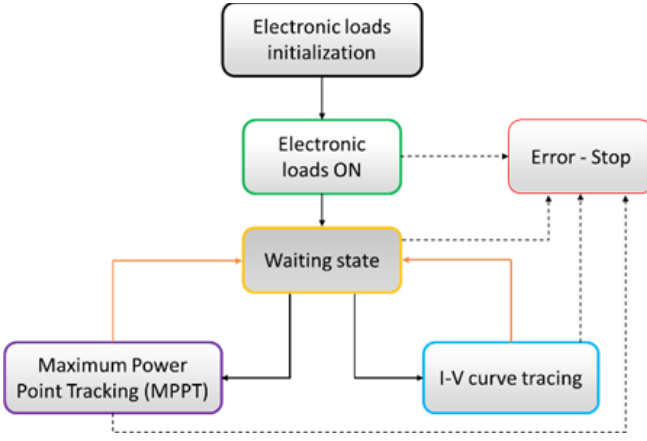 Electronic loads
initialization
Electronic
loads ON
Error - Stop
Waiting state
Maximum Power
Point Tracking (MPPT)
I-V curve tracing